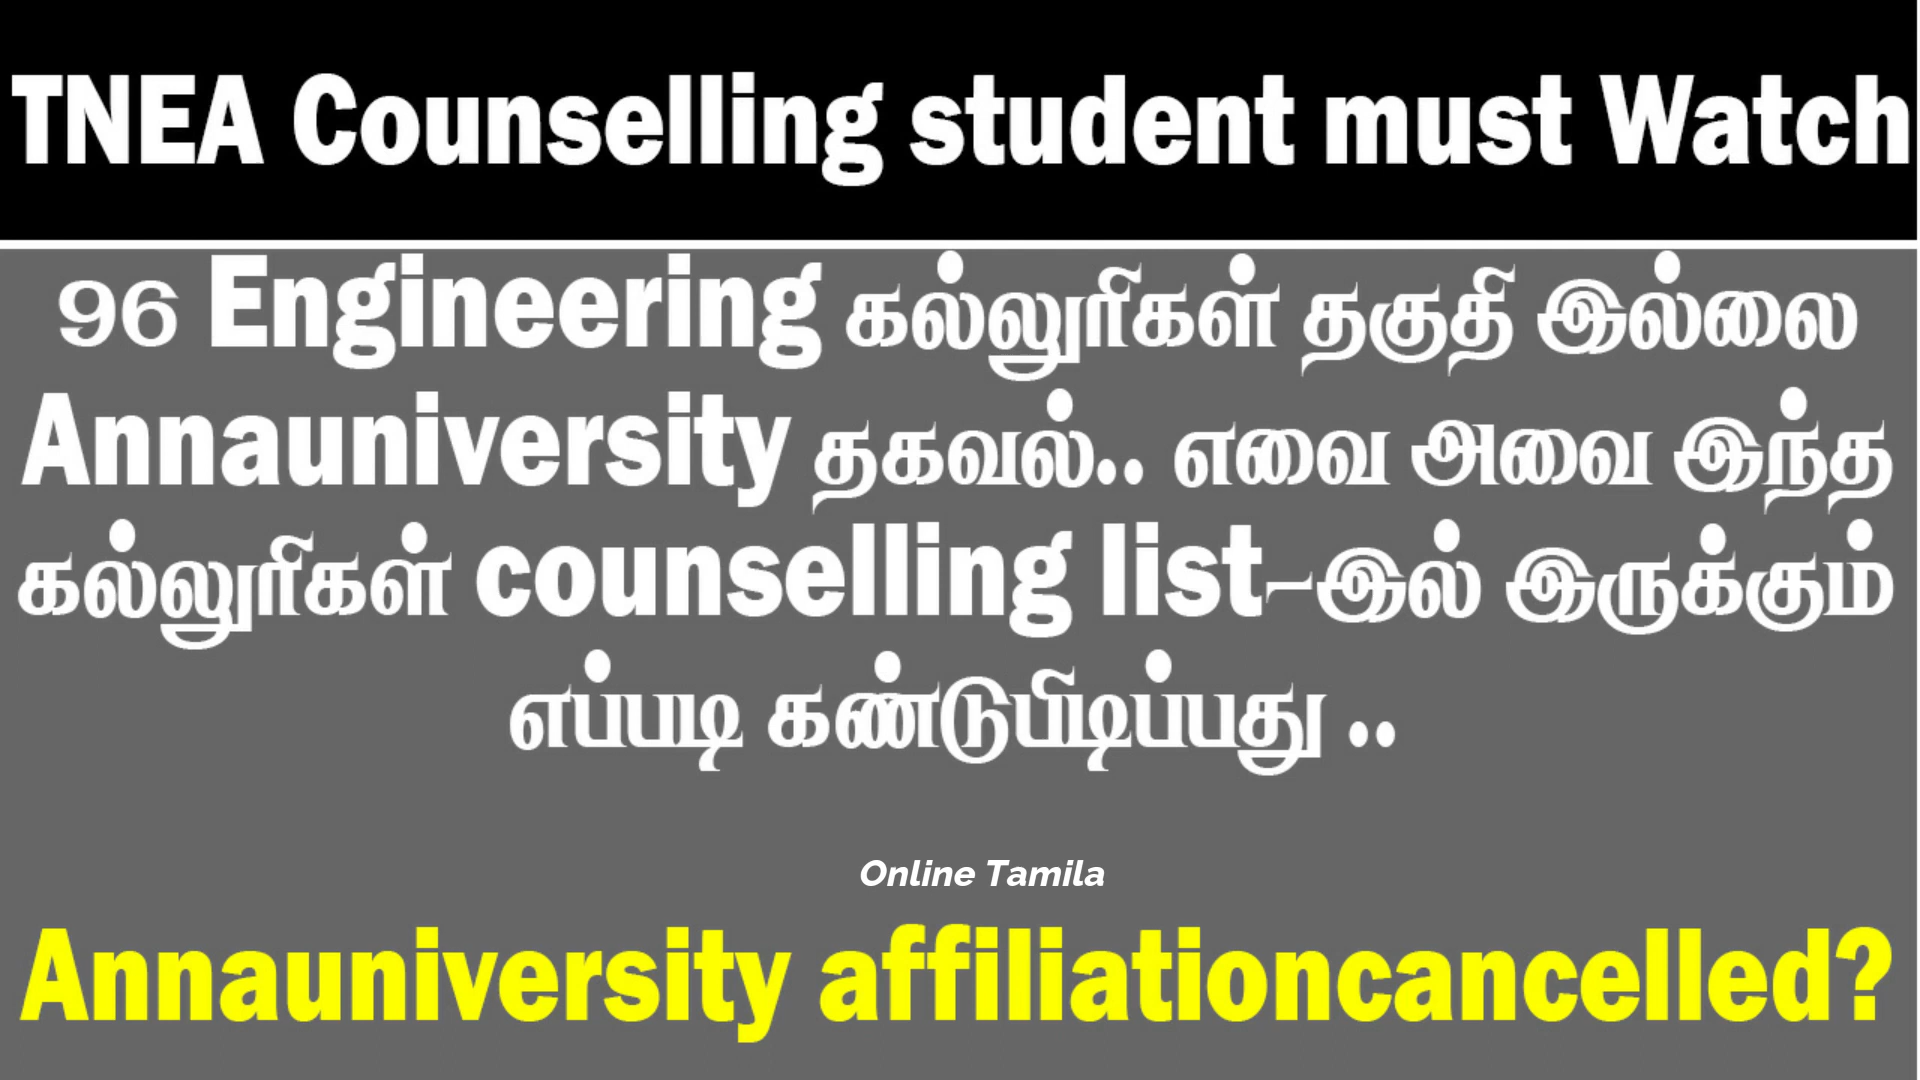 TNEA Counselling student must Watch
96 Engineering கல்லுரிகள் தகுதி இல்லை
Annauniversity தகவல்.. எவை அவை இந்த
கல்லுரிகள் counselling list-இல் இருக்கும்
எப்படி கண்டுபிடிப்பது ..
Online Tamila
Annauniversity affiliationcancelled?